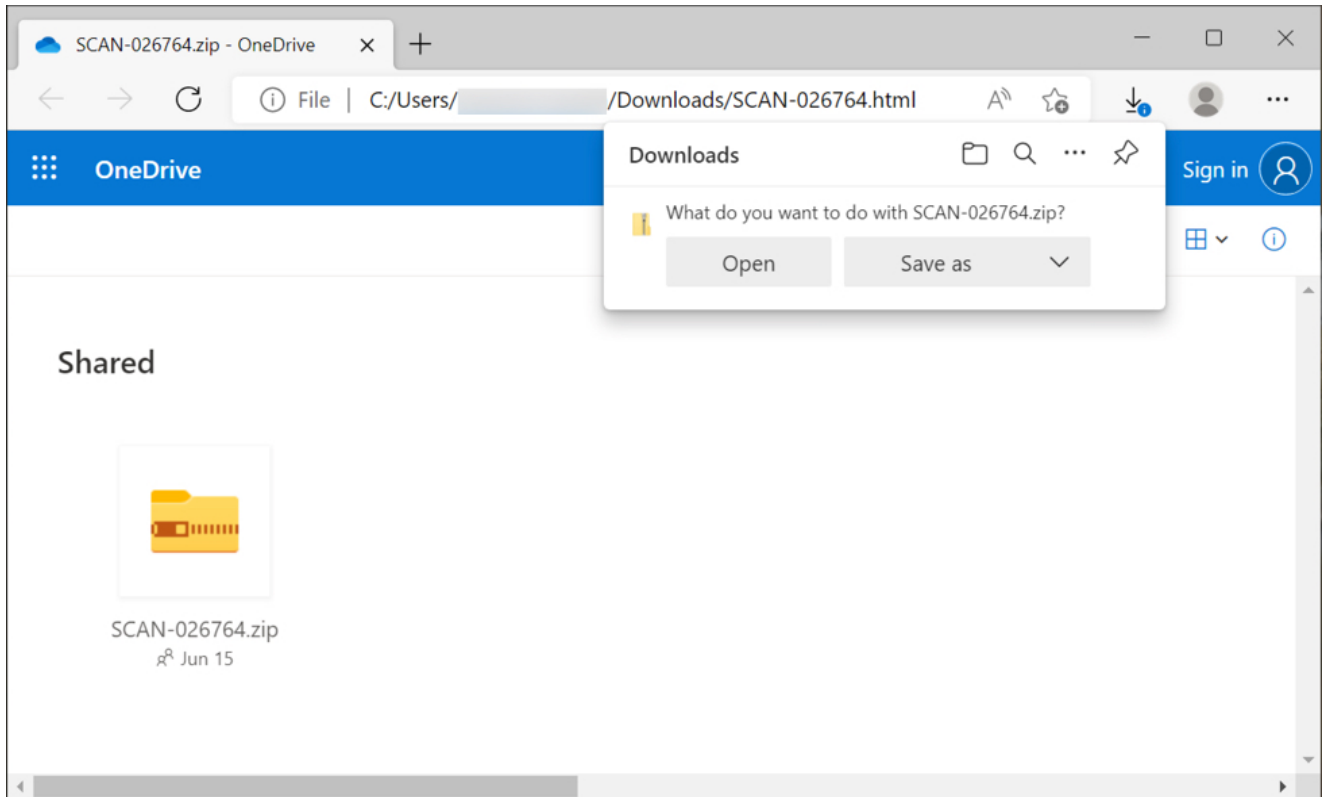 SCAN-026764.zip - OneDrive
File | C:/Users/ /Downloads/SCAN-026764.html
OneDrive
Downloads
Sign in
What do you want to do with SCAN-026764.zip?
Open
Save as
Shared
SCAN-026764.zip
Jun 15